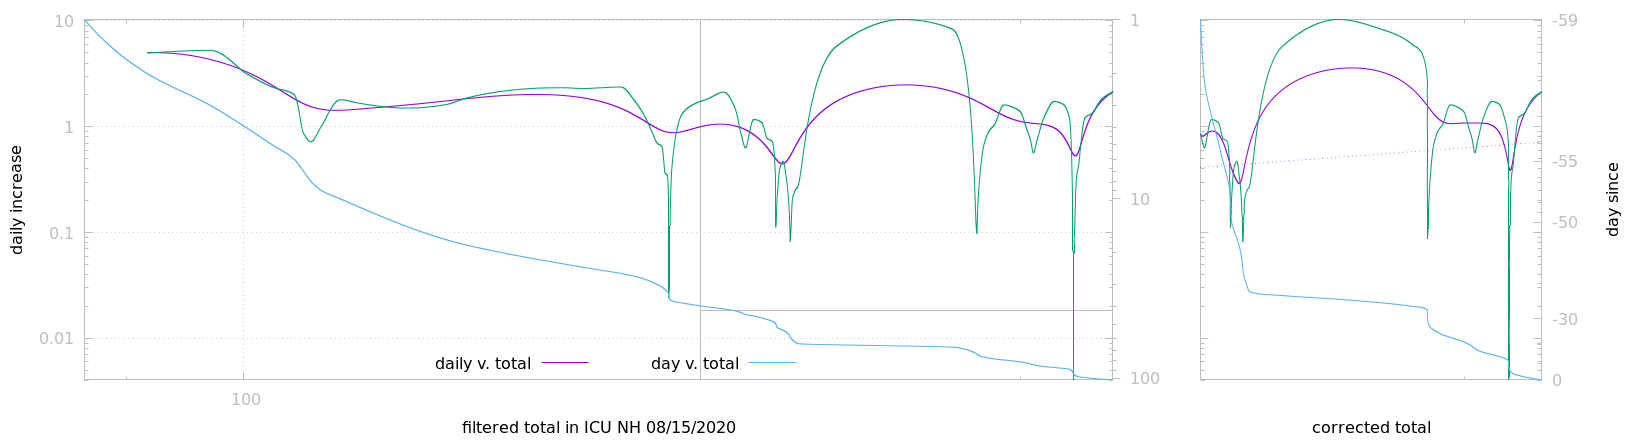 10
1
0.1
0.01
daily increase
100
daily v. total
day v. total
filtered total in ICU NH 08/15/2020
1
10
100
-59
-55
-50
-30
0
day since
corrected total